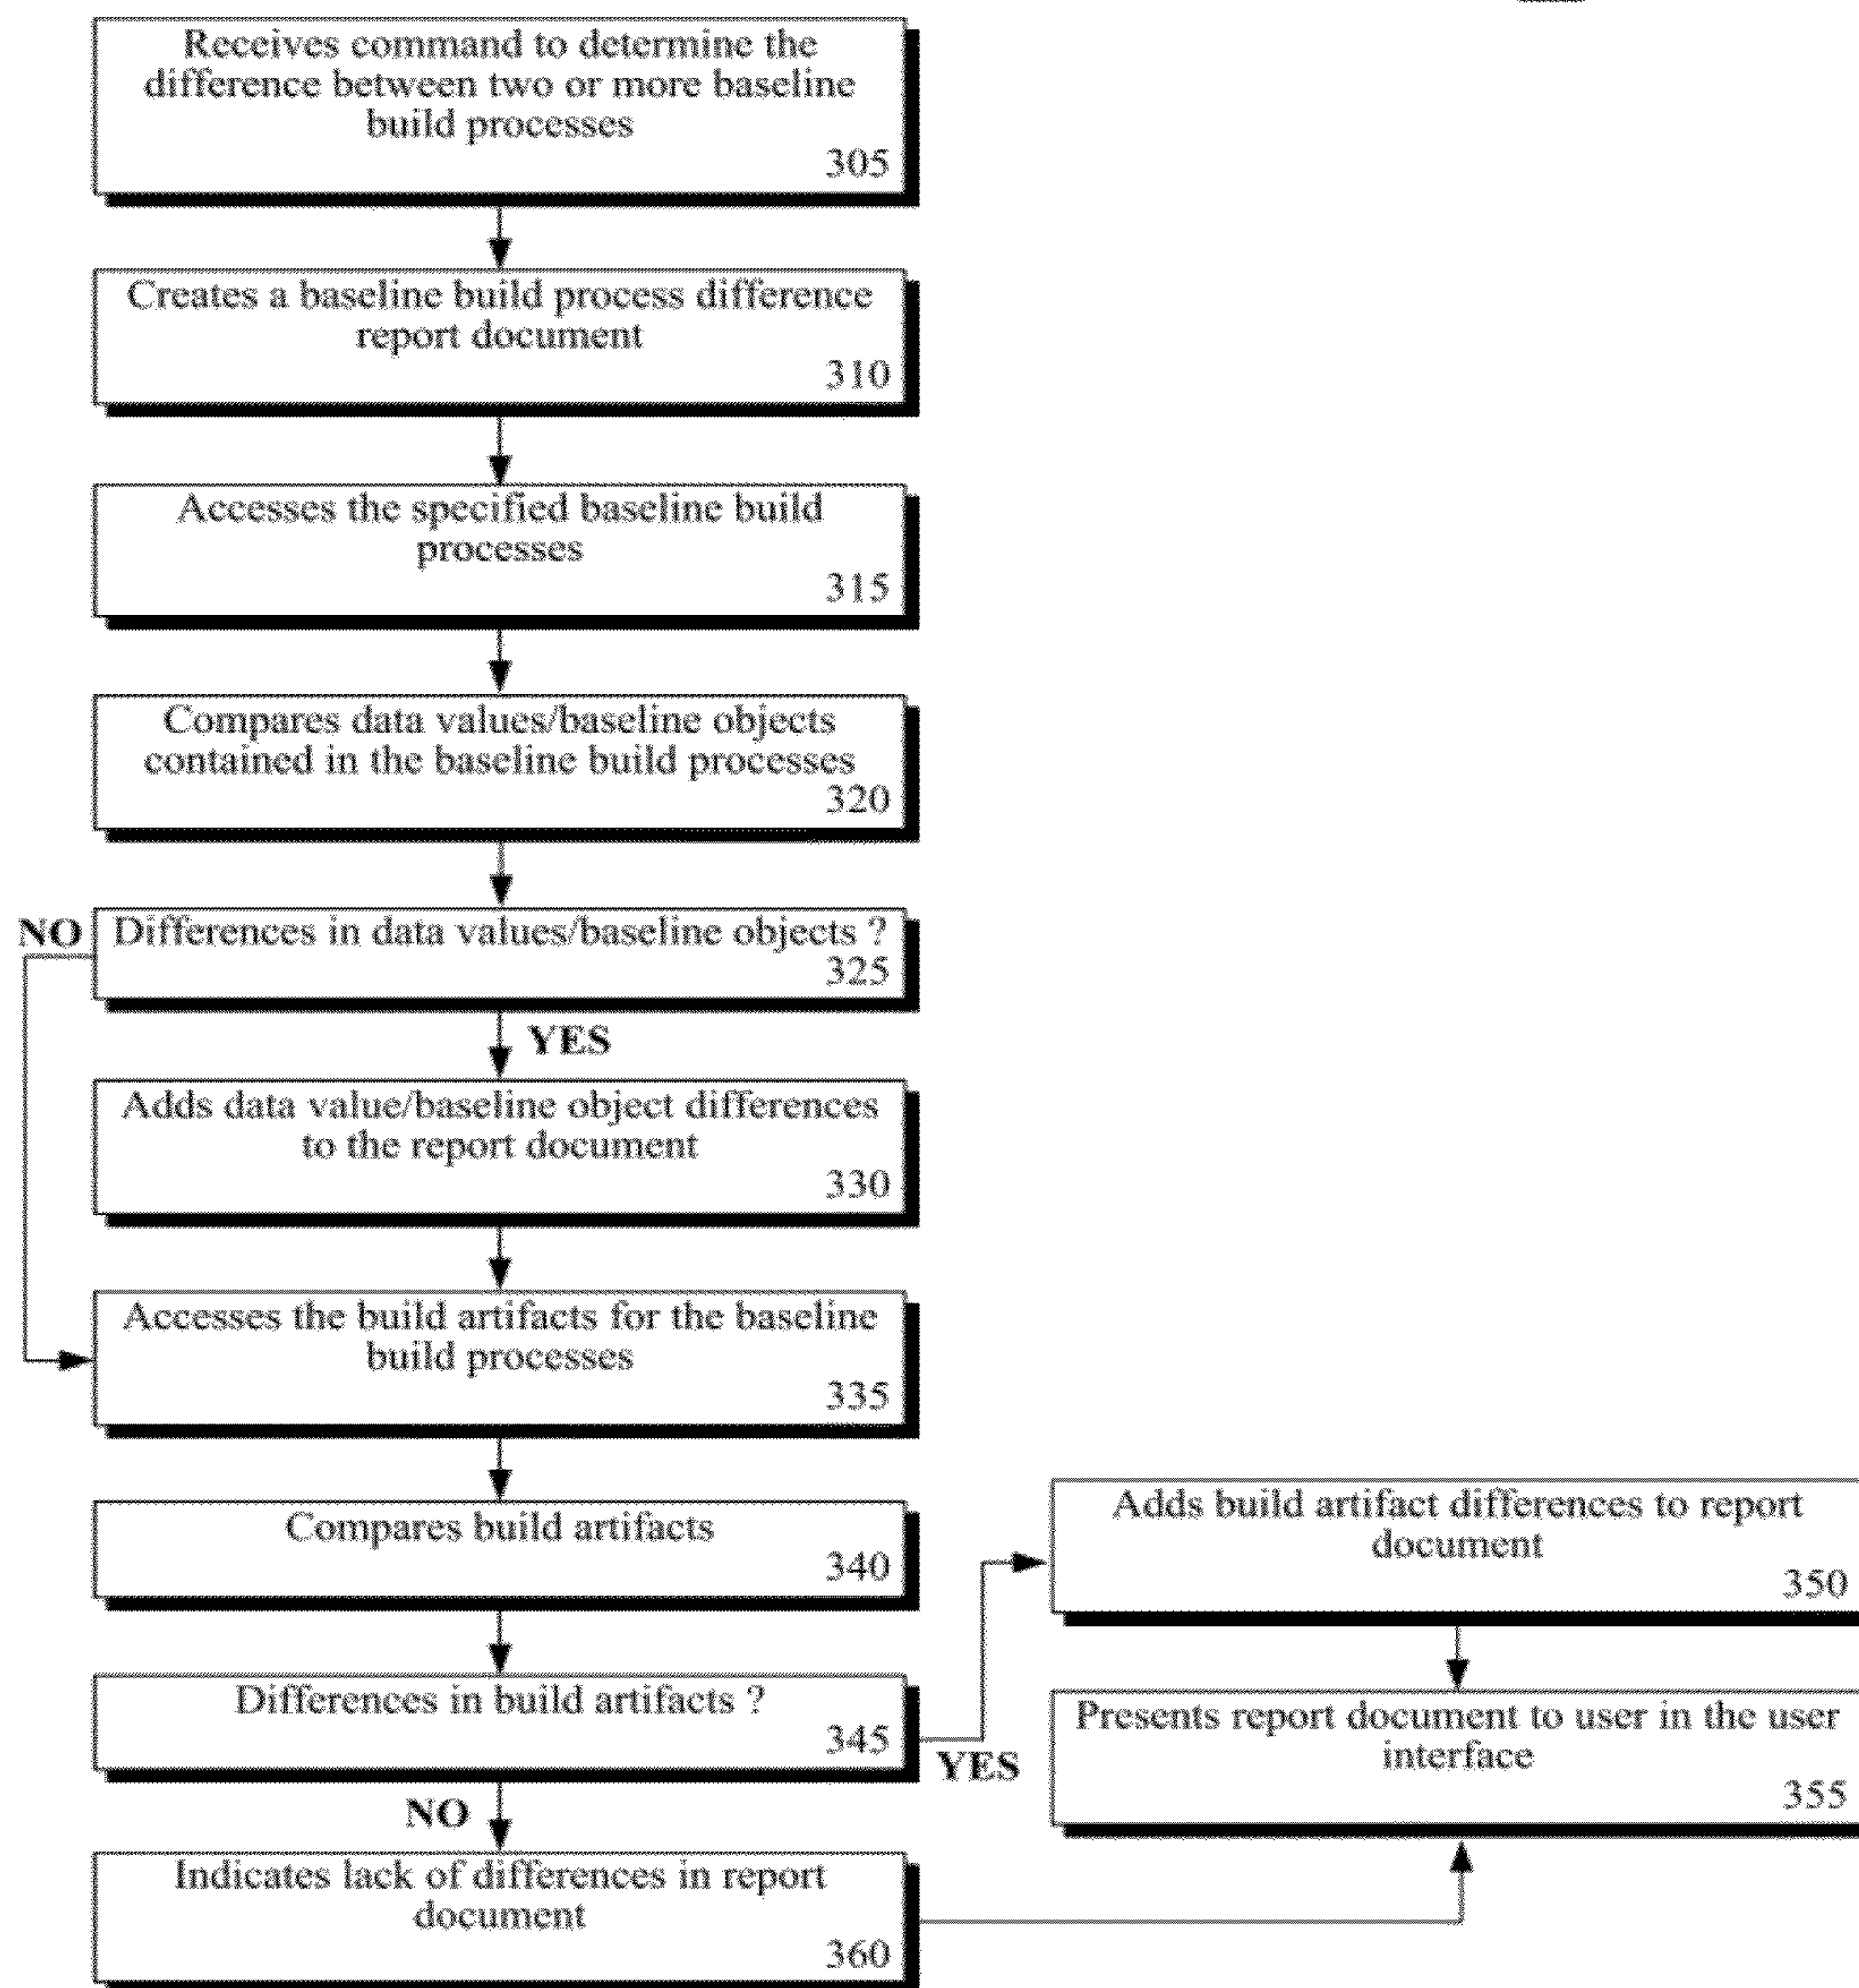 Receives command to determine the
difference between two or more baseline
build processes
305
Creates a baseline build process difference
report document
310
Accesses the specified baseline build
processes
315
Compares data values/baseline objects
contained in the baseline build processes
320
NO
Differences in data values/baseline objects ?
325
YES
Adds data value/baseline object differences
to the report document
330
Accesses the build artifacts for the baseline
build processes
335
Compares build artifacts
340
Differences in build artifacts ?
345
YES
NO
Adds build artifact differences to report
document
350
Presents report document to user in the user
interface
355
Indicates lack of differences in report
document
360